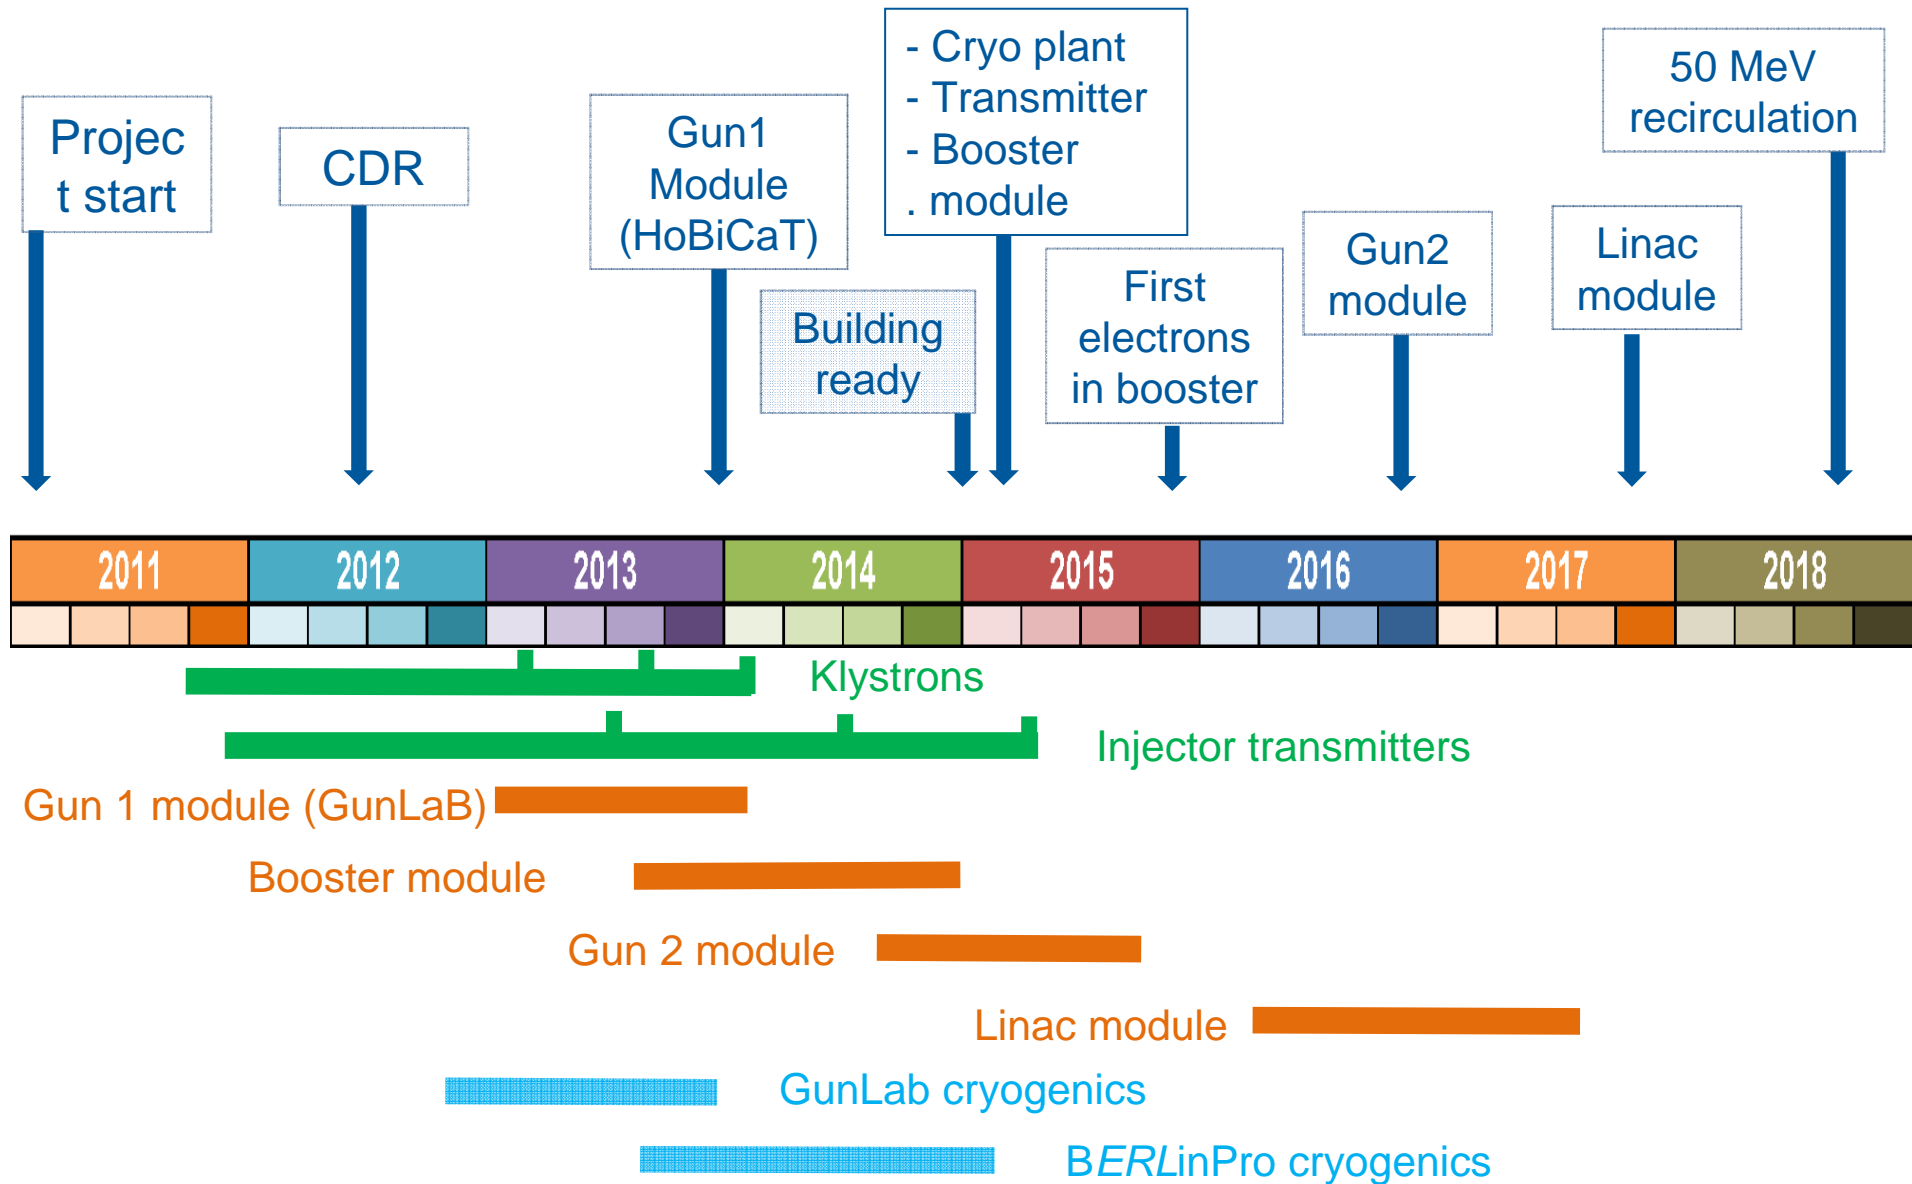 Projec
t start
CDR
Gun1
Module
(HoBiCaT)
Building
ready
- Cryo plant
- Transmitter
- Booster
. module
First
electrons
in booster
Gun2
module
Linac
module
50 MeV
recirculation
2011 2012 2013 2014 2015 2016 2017 2018
Klystrons
Injector transmitters
Gun 1 module (GunLaB)
Booster module
Gun 2 module
Linac module
GunLab cryogenics
BERLinPro cryogenics